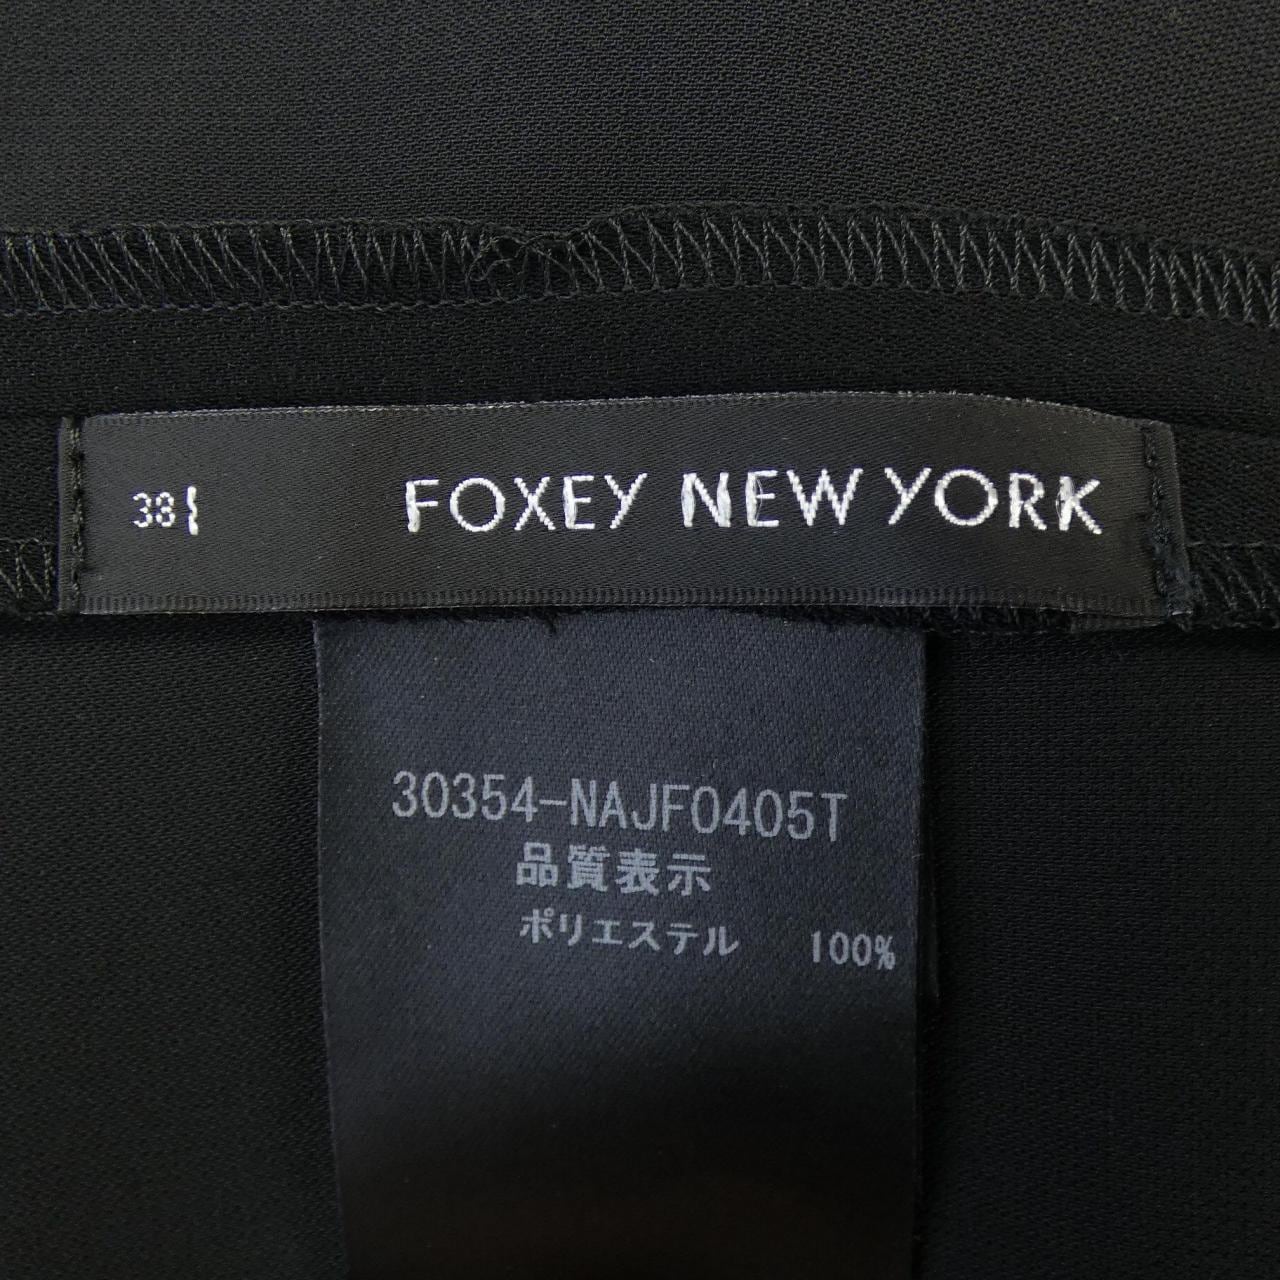 38
FOXEY NEW YORK
30354-NAJF0405T
品質表示
ポリエステル 100%